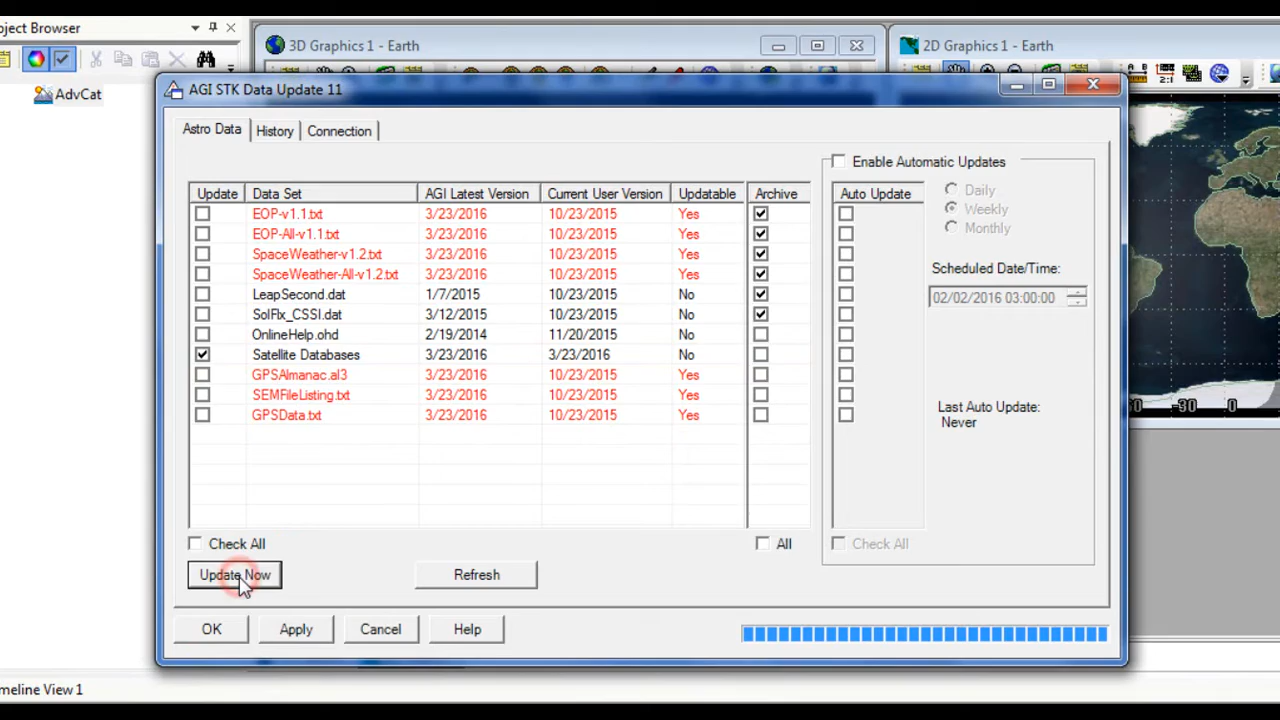 oject Browser
3D Graphics 1 - Earth
2D Graphics 1 - Earth
AdvCat
AGI STK Data Update 11
Astro Data History Connection
Enable Automatic Updates
Update Data Set AGI Latest Version Current User Version Updatable Archive
EOP-v1.1.txt 3/23/2016 10/23/2015 Yes
EOP-All-v1.1.txt 3/23/2016 10/23/2015 Yes
SpaceWeather-v1.2.txt 3/23/2016 10/23/2015 Yes
SpaceWeather-All-v1.2.txt 3/23/2016 10/23/2015 Yes
LeapSecond.dat 1/7/2015 10/23/2015 No
SolFlx_CSSI.dat 3/12/2015 10/23/2015 No
OnlineHelp.ohd 2/19/2014 11/20/2015 No
Satellite Databases 3/23/2016 3/23/2016 No
GPSAlmanac.al3 3/23/2016 10/23/2015 Yes
SEMFileListing.txt 3/23/2016 10/23/2015 Yes
GPSData.txt 3/23/2016 10/23/2015 Yes
Auto Update
Daily
Weekly
Monthly
Scheduled Date/Time:
02/02/2016 03:00:00
Last Auto Update:
Never
Check All
All
Check All
Update Now
Refresh
OK
Apply
Cancel
Help
2:1
-30 0
meline View 1